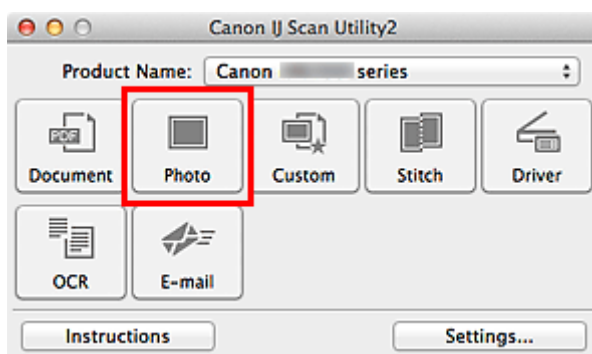 Canon IJ Scan Utility2
Product Name: Canon series
PDF
Document Photo Custom Stitch Driver
OCR E-mail
Instructions Settings...